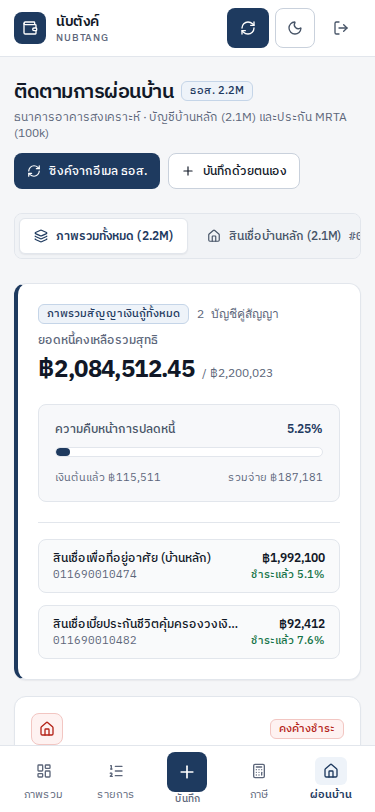 นับตังค์
NUBTANG
ติดตามการผ่อนบ้าน ธอส. 2.2M
ธนาคารอาคารสงเคราะห์ · บัญชีบ้านหลัก (2.1M) และประกัน MRTA
(100k)
ซิงค์จากอีเมล ธอส. บันทึกด้วยตนเอง
ภาพรวมทั้งหมด (2.2M) สินเชื่อบ้านหลัก (2.1M)
ภาพรวมสัญญาเงินกู้ทั้งหมด 2 บัญชีคู่สัญญา
ยอดหนี้คงเหลือรวมสุทธิ
฿2,084,512.45 / ฿2,200,023
ความคืบหน้าการปลดหนี้ 5.25%
เงินต้นแล้ว ฿115,511 รวมจ่าย ฿187,181
สินเชื่อเพื่อที่อยู่อาศัย (บ้านหลัก) ฿1,992,100
011690010474 ชำระแล้ว 5.1%
สินเชื่อเบี้ยประกันชีวิตคุ้มครองวงเงิ... ฿92,412
011690010482 ชำระแล้ว 7.6%
คงค้างชำระ
ภาพรวม รายการ บันทึก ภาษี ผ่อนบ้าน